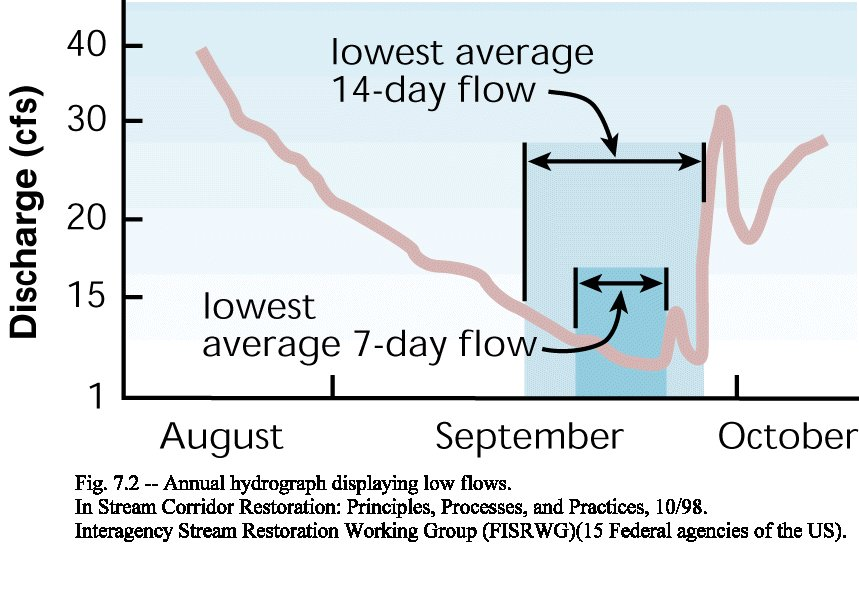 Discharge (cfs)
40
30
20
15
1
lowest average
14-day flow
lowest
average 7-day flow
August
September
October
Fig. 7.2 -- Annual hydrograph displaying low flows.
In Stream Corridor Restoration: Principles, Processes, and Practices, 10/98.
Interagency Stream Restoration Working Group (FISRWG)(15 Federal agencies of the US).